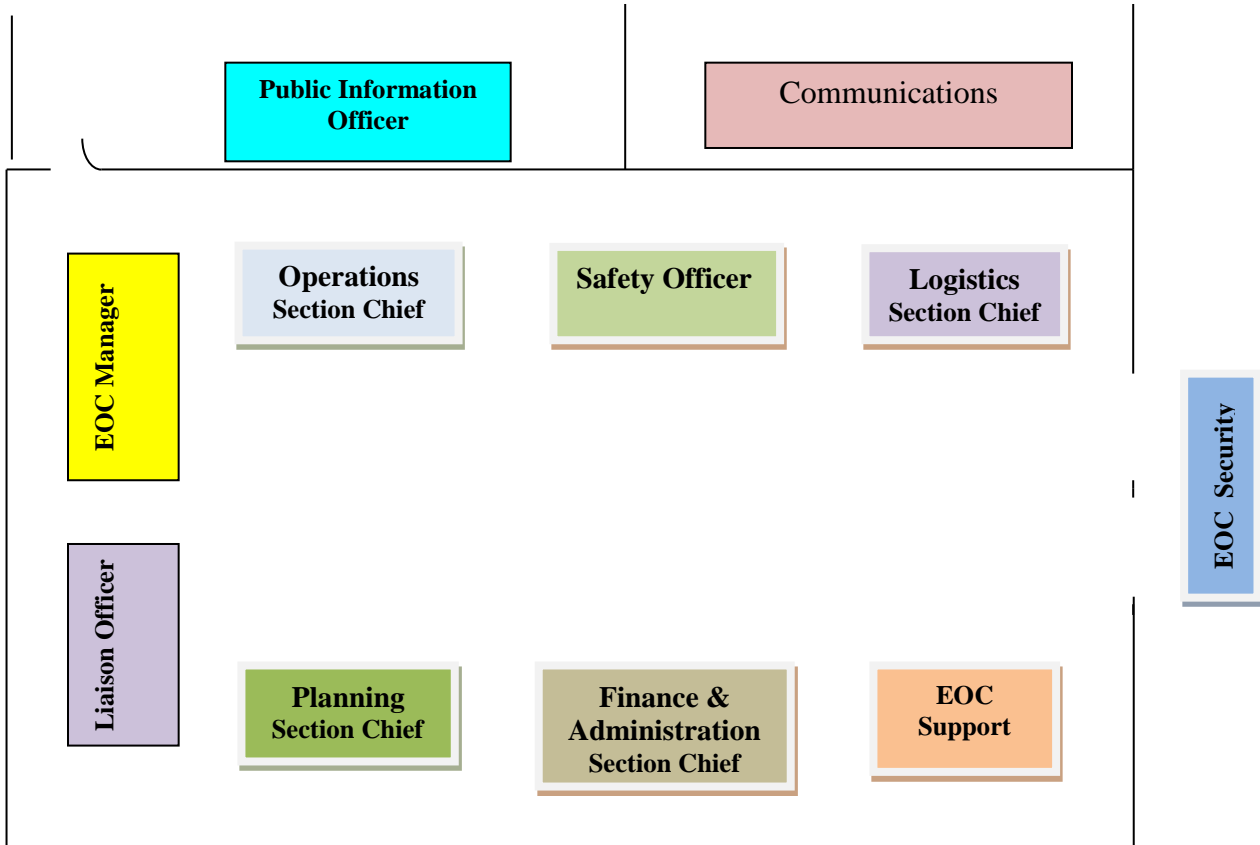 Public Information
Officer
Communications
Operations
Section Chief
Safety Officer
Logistics
Section Chief
EOC Manager
EOC Security
Liaison Officer
Planning
Section Chief
Finance &
Administration
Section Chief
EOC
Support